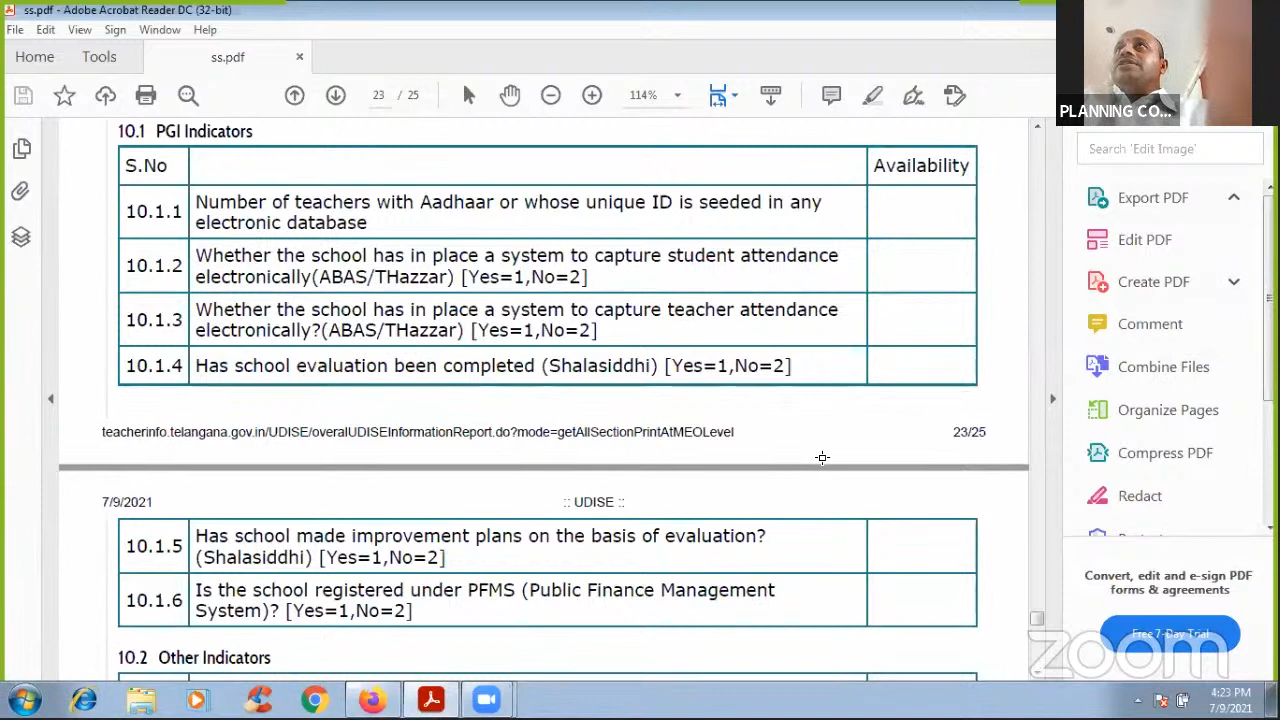 ss.pdf - Adobe Acrobat Reader DC (32-bit)
File Edit View Sign Window Help
Home Tools ss.pdf ×
23 / 25 114%
PLANNING CO...
Search 'Edit Image'
Export PDF
Edit PDF
Create PDF
Comment
Combine Files
Organize Pages
Compress PDF
Redact
Convert, edit and e-sign PDF
forms & agreements
Free 7-Day Trial
10.1 PGI Indicators
S.No Availability
10.1.1 Number of teachers with Aadhaar or whose unique ID is seeded in any
electronic database
10.1.2 Whether the school has in place a system to capture student attendance
electronically(ABAS/THazzar) [Yes=1,No=2]
10.1.3 Whether the school has in place a system to capture teacher attendance
electronically?(ABAS/THazzar) [Yes=1,No=2]
10.1.4 Has school evaluation been completed (Shalasiddhi) [Yes=1,No=2]
teacherinfo.telangana.gov.in/UDISE/overalUDISEInformationReport.do?mode=getAllSectionPrintAtMEOLevel 23/25
7/9/2021 :: UDISE ::
10.1.5 Has school made improvement plans on the basis of evaluation?
(Shalasiddhi) [Yes=1,No=2]
10.1.6 Is the school registered under PFMS (Public Finance Management
System)? [Yes=1,No=2]
10.2 Other Indicators
zoom
4:23 PM
7/9/2021